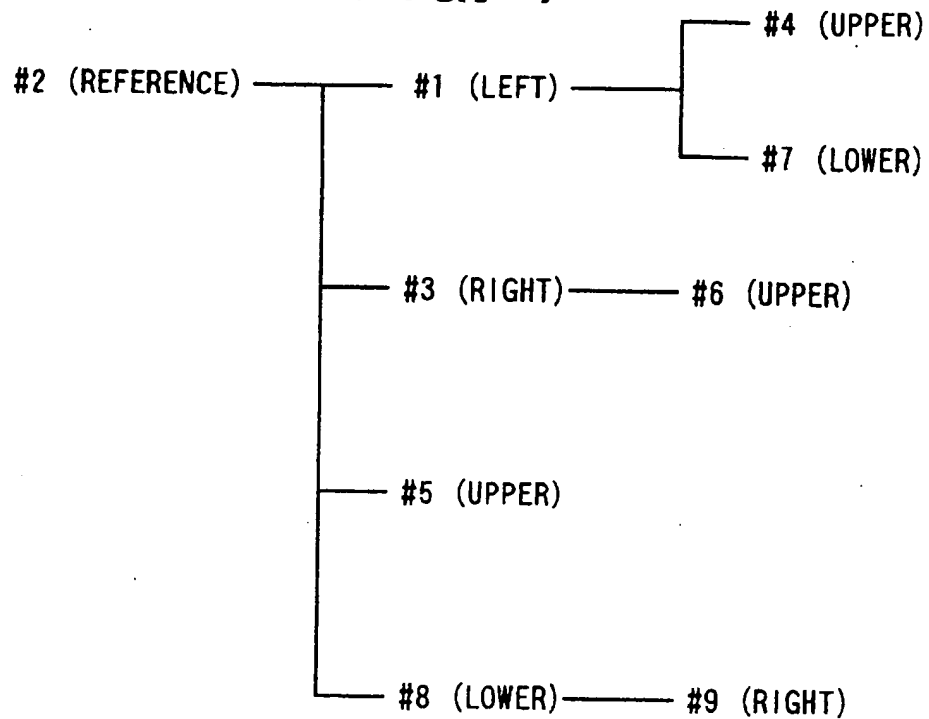 #4 (UPPER)
#2 (REFERENCE) #1 (LEFT)
#7 (LOWER)
#3 (RIGHT) #6 (UPPER)
#5 (UPPER)
#8 (LOWER) #9 (RIGHT)